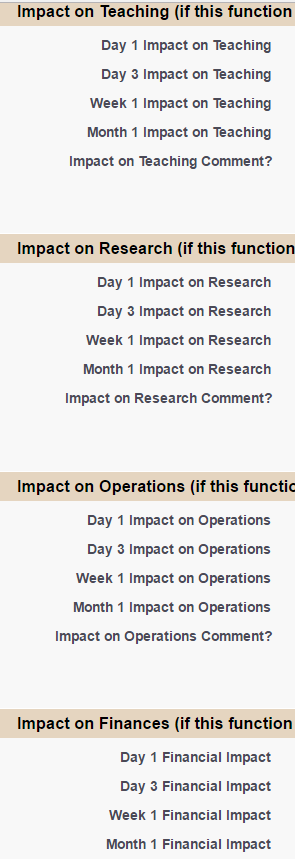 Impact on Teaching (if this function
Day 1 Impact on Teaching
Day 3 Impact on Teaching
Week 1 Impact on Teaching
Month 1 Impact on Teaching
Impact on Teaching Comment?
Impact on Research (if this function
Day 1 Impact on Research
Day 3 Impact on Research
Week 1 Impact on Research
Month 1 Impact on Research
Impact on Research Comment?
Impact on Operations (if this functio
Day 1 Impact on Operations
Day 3 Impact on Operations
Week 1 Impact on Operations
Month 1 Impact on Operations
Impact on Operations Comment?
Impact on Finances (if this function
Day 1 Financial Impact
Day 3 Financial Impact
Week 1 Financial Impact
Month 1 Financial Impact